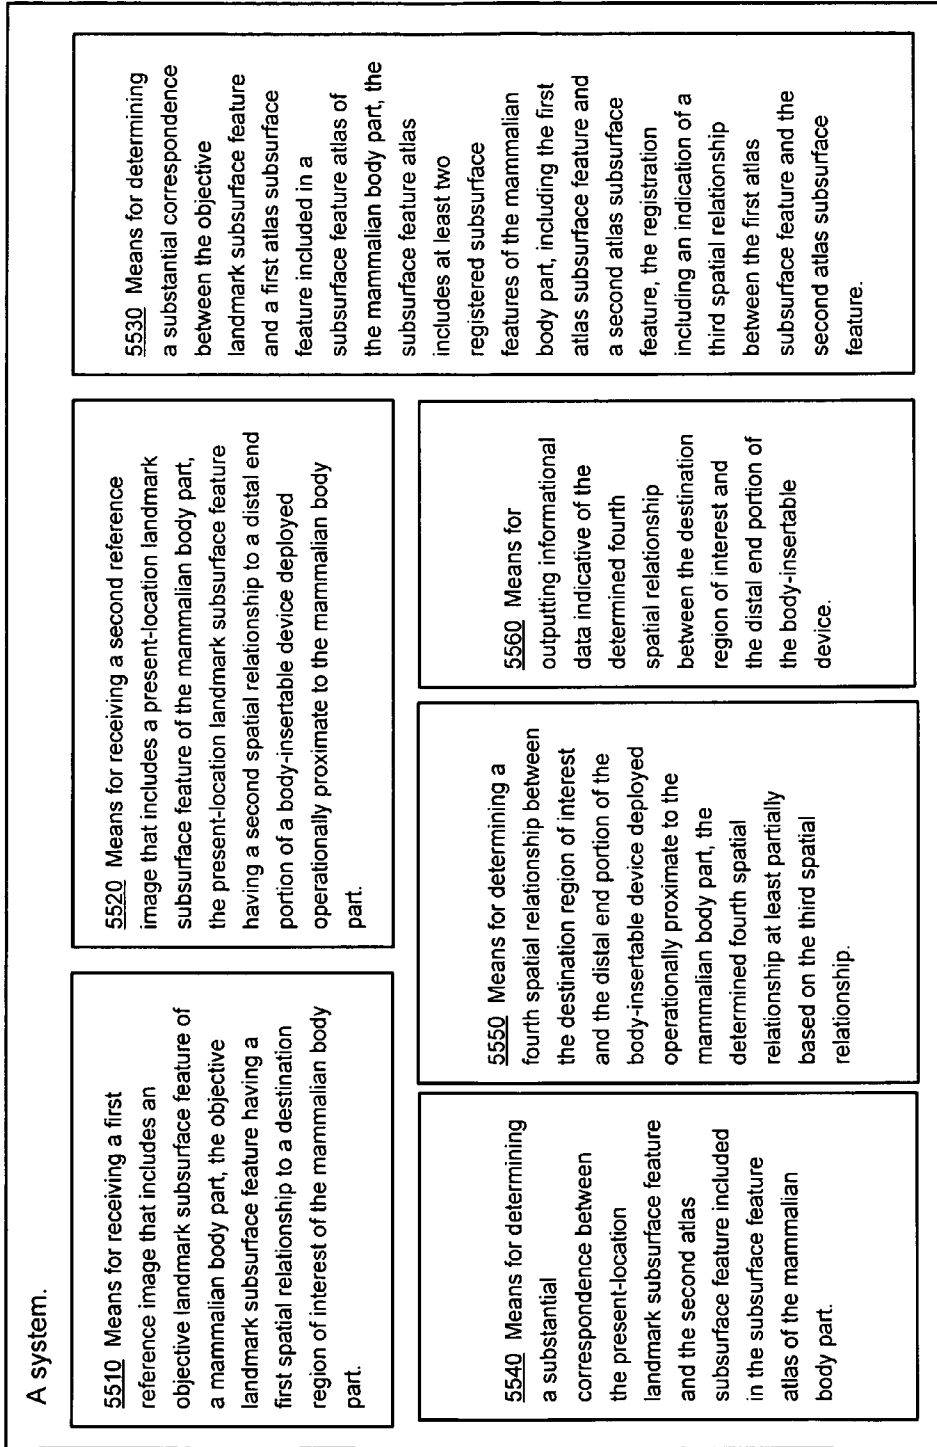 A system.
5510 Means for receiving a first
reference image that includes an
objective landmark subsurface feature of
a mammalian body part, the objective
landmark subsurface feature having a
first spatial relationship to a destination
region of interest of the mammalian body
part.
5520 Means for receiving a second reference
image that includes a present-location landmark
subsurface feature of the mammalian body part,
the present-location landmark subsurface feature
having a second spatial relationship to a distal end
portion of a body-insertable device deployed
operationally proximate to the mammalian body
part.
5530 Means for determining
a substantial correspondence
between the objective
landmark subsurface feature
and a first atlas subsurface
feature included in a
subsurface feature atlas of
the mammalian body part, the
subsurface feature atlas
includes at least two
registered subsurface
features of the mammalian
body part, including the first
atlas subsurface feature and
a second atlas subsurface
feature, the registration
including an indication of a
third spatial relationship
between the first atlas
subsurface feature and the
second atlas subsurface
feature.
5540 Means for determining
a substantial
correspondence between
the present-location
landmark subsurface feature
and the second atlas
subsurface feature included
in the subsurface feature
atlas of the mammalian
body part.
5550 Means for determining a
fourth spatial relationship between
the destination region of interest
and the distal end portion of the
body-insertable device deployed
operationally proximate to the
mammalian body part, the
determined fourth spatial
relationship at least partially
based on the third spatial
relationship.
5560 Means for
outputting informational
data indicative of the
determined fourth
spatial relationship
between the destination
region of interest and
the distal end portion of
the body-insertable
device.